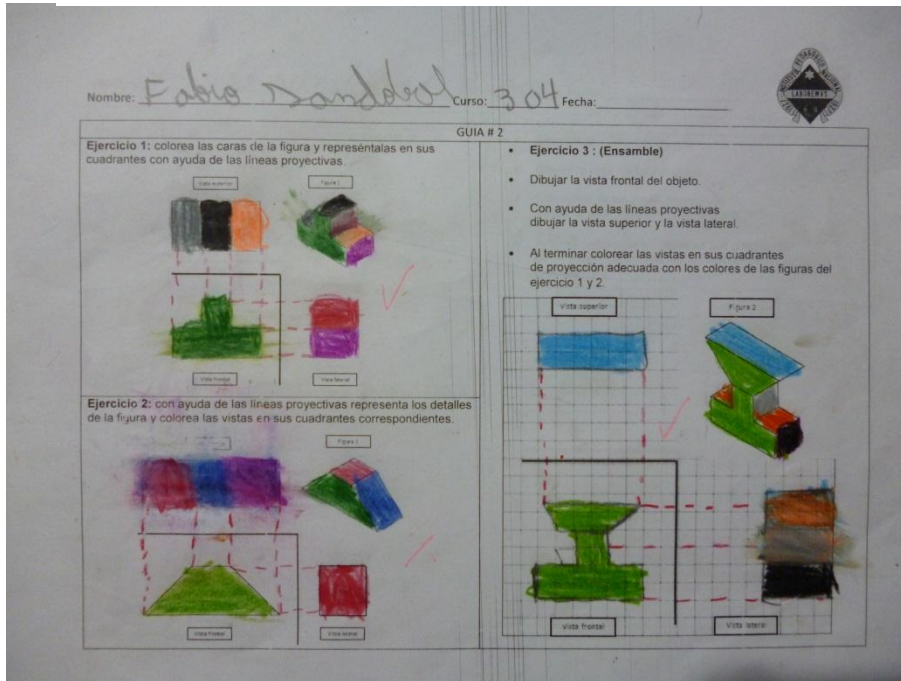 Nombre: Fabio Sandoval Curso: 304 Fecha:
GUIA # 2
Ejercicio 1: colorea las caras de la figura y represéntalas en sus
cuadrantes con ayuda de las líneas proyectivas.
Vista superior
Figura 1
Vista frontal
Vista lateral
Ejercicio 2: con ayuda de las líneas proyectivas representa los detalles
de la figura y colorea las vistas en sus cuadrantes correspondientes.
Vista frontal
Vista lateral
• Ejercicio 3 : (Ensamble)
• Dibujar la vista frontal del objeto.
• Con ayuda de las líneas proyectivas
dibujar la vista superior y la vista lateral.
• Al terminar colorear las vistas en sus cuadrantes
de proyección adecuada con los colores de las figuras del
ejercicio 1 y 2.
Vista superior
Figura 2
Vista frontal
Vista lateral
LABOREMUS